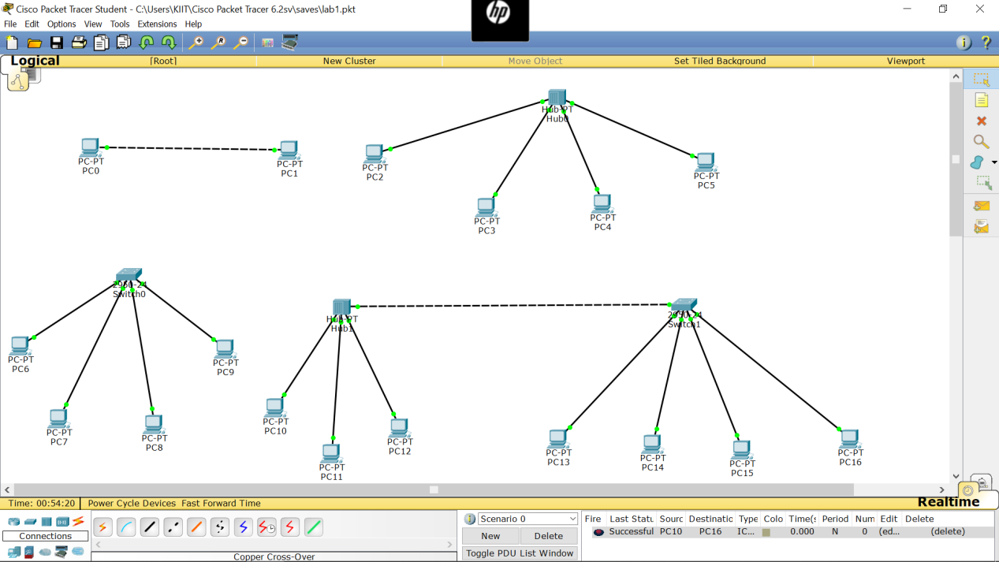 Cisco Packet Tracer Student - C:\Users\KIIT\Cisco Packet Tracer 6.2sv\saves\lab1.pkt
hp
File Edit Options View Tools Extensions Help
Logical
[Root]
New Cluster
Move Object
Set Tiled Background
Viewport
Hub-PT
Hub0
PC-PT
PC0
PC-PT
PC1
PC-PT
PC2
PC-PT
PC5
PC-PT
PC3
PC-PT
PC4
2950-24
Switch0
Hub-PT
Hub1
2950-24
Switch1
PC-PT
PC6
PC-PT
PC9
PC-PT
PC7
PC-PT
PC8
PC-PT
PC10
PC-PT
PC11
PC-PT
PC12
PC-PT
PC13
PC-PT
PC14
PC-PT
PC15
PC-PT
PC16
Time: 00:54:20 Power Cycle Devices Fast Forward Time
Realtime
Connections
Copper Cross-Over
Scenario 0
New Delete
Toggle PDU List Window
Fire Last Statu Sourc Destinatic Type Colo Time(s Period Num Edit Delete
Successful PC10 PC16 IC... 0.000 N 0 (ed... (delete)